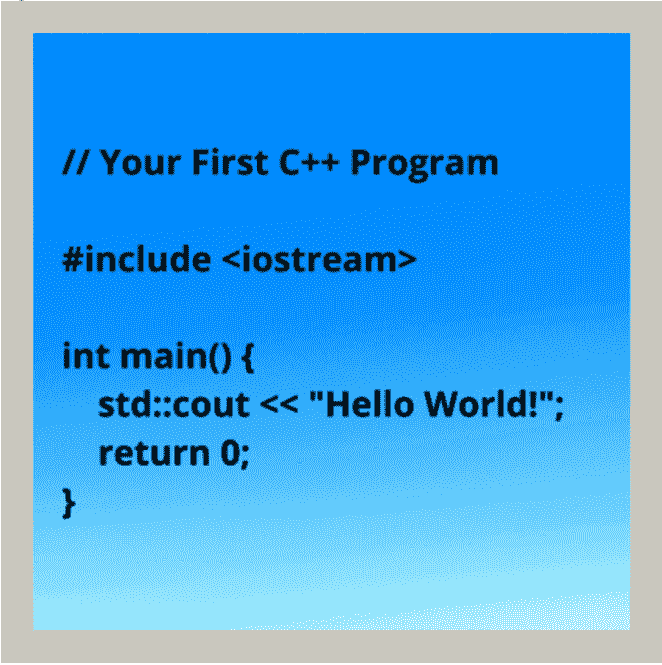 // Your First C++ Program
#include <iostream>
int main() {
    std::cout << "Hello World!";
    return 0;
}